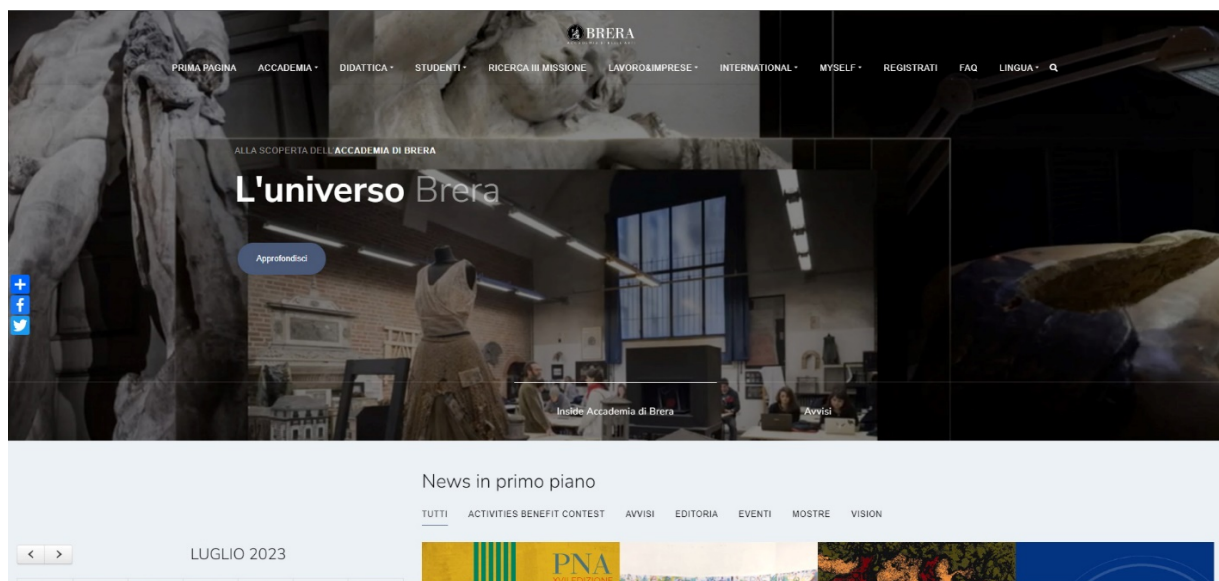 BRERA
PRIMA PAGINA ACCADEMIA DIDATTICA STUDENTI RICERCA III MISSIONE LAVORO&IMPRESE INTERNATIONAL MYSELF REGISTRATI FAQ LINGUA
ALLA SCOPERTA DELL'ACCADEMIA DI BRERA
L'universo Brera
Approfondisci
Inside Accademia di Brera Avvisi
News in primo piano
TUTTI ACTIVITIES BENEFIT CONTEST AVVISI EDITORIA EVENTI MOSTRE VISION
LUGLIO 2023
PNA
XVII EDIZIONE